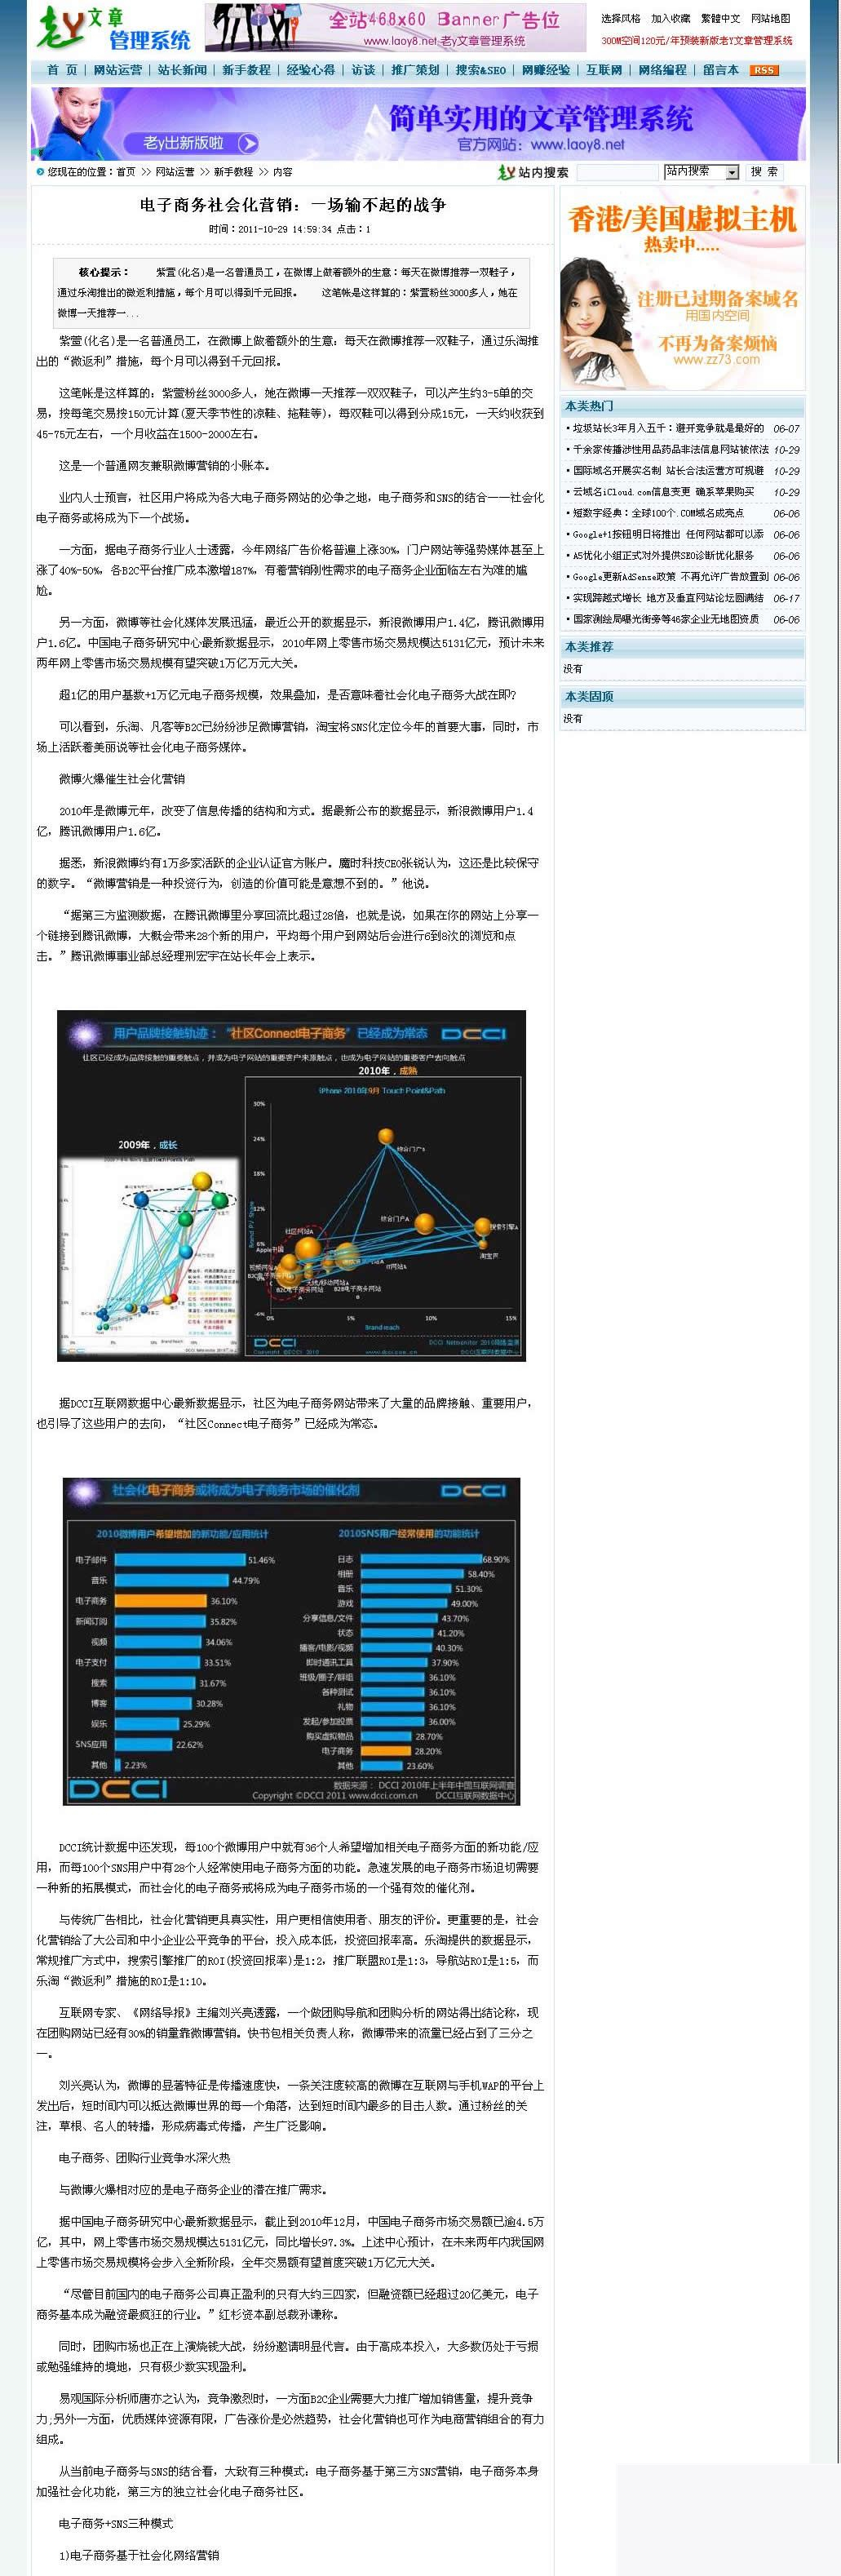 老Y文章
管理系统
全站468x60 Banner广告位
www.laoy8.net 老y文章管理系统
选择风格 加入收藏 繁體中文 网站地图
300M空间120元/年预装新版老Y文章管理系统
首 页 | 网站运营 | 站长新闻 | 新手教程 | 经验心得 | 访谈 | 推广策划 | 搜索&SEO | 网赚经验 | 互联网 | 网络编程 | 留言本 RSS
老y出新版啦
简单实用的文章管理系统
官方网站：www.laoy8.net
您现在的位置：首页 >> 网站运营 >> 新手教程 >> 内容
老Y站内搜索 站内搜索 搜 索
电子商务社会化营销：一场输不起的战争
时间：2011-10-29 14:59:34 点击：1
核心提示： 紫萱(化名)是一名普通员工，在微博上做着额外的生意：每天在微博推荐一双鞋子，
通过乐淘推出的微返利措施，每个月可以得到千元回报。 这笔帐是这样算的：紫萱粉丝3000多人，她在
微博一天推荐一...
紫萱(化名)是一名普通员工，在微博上做着额外的生意：每天在微博推荐一双鞋子，通过乐淘推
出的“微返利”措施，每个月可以得到千元回报。
这笔帐是这样算的：紫萱粉丝3000多人，她在微博一天推荐一双双鞋子，可以产生约3-5单的交
易，按每笔交易按150元计算(夏天季节性的凉鞋、拖鞋等)，每双鞋可以得到分成15元，一天约收获到
45-75元左右，一个月收益在1500-2000左右。
这是一个普通网友兼职微博营销的小账本。
业内人士预言，社区用户将成为各大电子商务网站的必争之地，电子商务和SNS的结合——社会化
电子商务或将成为下一个战场。
一方面，据电子商务行业人士透露，今年网络广告价格普遍上涨30%，门户网站等强势媒体甚至上
涨了40%-50%，各B2C平台推广成本激增187%，有着营销刚性需求的电子商务企业面临左右为难的尴
尬。
另一方面，微博等社会化媒体发展迅猛，最近公开的数据显示，新浪微博用户1.4亿，腾讯微博用
户1.6亿。中国电子商务研究中心最新数据显示，2010年网上零售市场交易规模达5131亿元，预计未来
两年网上零售市场交易规模有望突破1万亿万元大关。
超1亿的用户基数+1万亿元电子商务规模，效果叠加，是否意味着社会化电子商务大战在即?
可以看到，乐淘、凡客等B2C已纷纷涉足微博营销，淘宝将SNS化定位今年的首要大事，同时，市
场上活跃着美丽说等社会化电子商务媒体。
微博火爆催生社会化营销
2010年是微博元年，改变了信息传播的结构和方式。据最新公布的数据显示，新浪微博用户1.4
亿，腾讯微博用户1.6亿。
据悉，新浪微博约有1万多家活跃的企业认证官方账户。魔时科技CEO张锐认为，这还是比较保守
的数字。“微博营销是一种投资行为，创造的价值可能是意想不到的。”他说。
“据第三方监测数据，在腾讯微博里分享回流比超过28倍，也就是说，如果在你的网站上分享一
个链接到腾讯微博，大概会带来28个新的用户，平均每个用户到网站后会进行6到8次的浏览和点
击。”腾讯微博事业部总经理邢宏宇在站长年会上表示。
用户品牌接触轨迹：“社区Connect电子商务”已经成为常态 DCCI
社区已经成为品牌接触的重要触点，并成为电子网站的重要客户来源触点，也成为电子网站的重要客户去向触点
2010年，成熟
iPhone 2010年9月 Touch Point&Path
2009年，成长
30%
24%
18%
12%
6%
0%
-6%
综合门户B
综合门户A
搜索引擎A
淘宝网
社区网站A
Apple中国
IT网站A
0% 5% 10% 15%
Brand reach
DCCI
据DCCI互联网数据中心最新数据显示，社区为电子商务网站带来了大量的品牌接触、重要用户，
也引导了这些用户的去向，“社区Connect电子商务”已经成为常态。
社会化电子商务或将成为电子商务市场的催化剂 DCCI
2010微博用户希望增加的新功能/应用统计
电子邮件 51.46%
音乐 44.79%
电子商务 36.10%
新闻订阅 35.82%
视频 34.06%
电子支付 33.51%
搜索 31.67%
博客 30.28%
娱乐 25.29%
SNS应用 22.62%
其他 2.23%
2010SNS用户经常使用的功能统计
日志 68.90%
相册 58.40%
音乐 51.30%
游戏 49.00%
分享信息/文件 43.70%
状态 41.20%
播客/电影/视频 40.30%
即时通讯工具 37.90%
班级/圈子/群组 36.10%
各种测试 36.10%
礼物 36.10%
发起/参加投票 36.00%
购买虚拟物品 28.70%
电子商务 28.20%
其他 23.60%
DCCI
数据来源： DCCI 2010年上半年中国互联网调查
Copyright ©DCCI 2011 www.dcci.com.cn DCCI互联网数据中心
DCCI统计数据中还发现，每100个微博用户中就有36个人希望增加相关电子商务方面的新功能/应
用，而每100个SNS用户中有28个人经常使用电子商务方面的功能。急速发展的电子商务市场迫切需要
一种新的拓展模式，而社会化的电子商务或将成为电子商务市场的一个强有效的催化剂。
与传统广告相比，社会化营销更具真实性，用户更相信使用者、朋友的评价。更重要的是，社会
化营销给了大公司和中小企业公平竞争的平台，投入成本低，投资回报率高。乐淘提供的数据显示，
常规推广方式中，搜索引擎推广的ROI(投资回报率)是1:2，推广联盟ROI是1:3，导航站ROI是1:5，而
乐淘“微返利”措施的ROI是1:10。
互联网专家、《网络导报》主编刘兴亮透露，一个做团购导航和团购分析的网站得出结论称，现
在团购网站已经有30%的销量靠微博营销。快书包相关负责人称，微博带来的流量已经占到了三分之
一。
刘兴亮认为，微博的显著特征是传播速度快，一条关注度较高的微博在互联网与手机WAP的平台上
发出后，短时间内可以抵达微博世界的每一个角落，达到短时间内最多的目击人数。通过粉丝的关
注，草根、名人的转播，形成病毒式传播，产生广泛影响。
电子商务、团购行业竞争水深火热
与微博火爆相对应的是电子商务企业的潜在推广需求。
据中国电子商务研究中心最新数据显示，截止到2010年12月，中国电子商务市场交易额已逾4.5万
亿，其中，网上零售市场交易规模达5131亿元，同比增长97.3%。上述中心预计，在未来两年内我国网
上零售市场交易规模将会步入全新阶段，全年交易额有望首度突破1万亿元大关。
“尽管目前国内的电子商务公司真正盈利的只有大约三四家，但融资额已经超过20亿美元，电子
商务基本成为融资最疯狂的行业。”红杉资本副总裁孙谦称。
同时，团购市场也正在上演烧钱大战，纷纷邀请明显代言。由于高成本投入，大多数仍处于亏损
或勉强维持的境地，只有极少数实现盈利。
易观国际分析师唐亦之认为，竞争激烈时，一方面B2C企业需要大力推广增加销售量，提升竞争
力;另外一方面，优质媒体资源有限，广告涨价是必然趋势，社会化营销也可作为电商营销组合的有力
组成。
从当前电子商务与SNS的结合看，大致有三种模式：电子商务基于第三方SNS营销，电子商务本身
加强社会化功能，第三方的独立社会化电子商务社区。
电子商务+SNS三种模式
1)电子商务基于社会化网络营销
香港/美国虚拟主机
热卖中.....
注册已过期备案域名
用国内空间
不再为备案烦恼
www.zz73.com
本类热门
垃圾站长3年月入五千：避开竞争就是最好的 06-07
千余家传播涉性用品药品非法信息网站被依法 10-29
国际域名开展实名制 站长合法运营方可规避 10-29
云域名iCloud.com信息变更 确系苹果购买 10-29
短数字经典：全球100个.COM域名成亮点 06-06
Google+1按钮明日将推出 任何网站都可以添 06-06
A5优化小组正式对外提供SEO诊断优化服务 06-06
Google更新AdSense政策 不再允许广告放置到 06-06
实现跨越式增长 地方及垂直网站论坛圆满结 06-17
国家测绘局曝光街旁等46家企业无地图资质 06-06
本类推荐
没有
本类固顶
没有